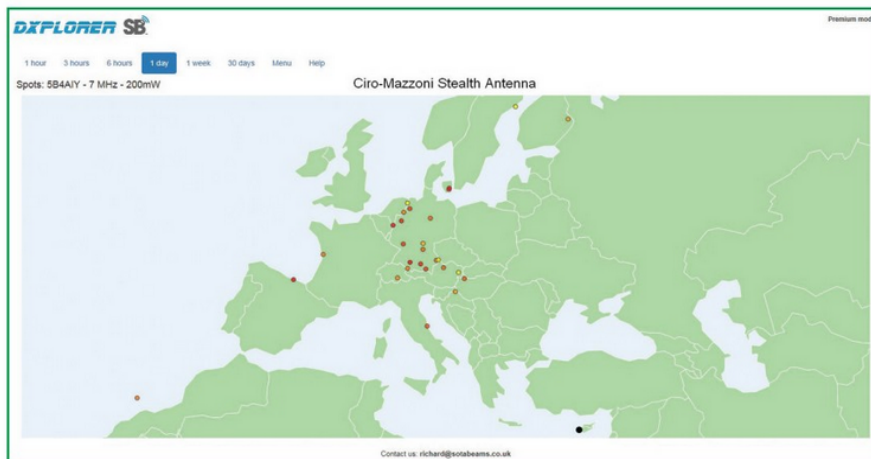 DXPLORER SB
Premium mod
1 hour 3 hours 6 hours 1 day 1 week 30 days Menu Help
Spots: 5B4AIY - 7 MHz - 200mW
Ciro-Mazzoni Stealth Antenna
Contact us: richard@sotabeams.co.uk